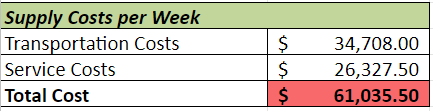 Supply Costs per Week
Transportation Costs $ 34,708.00
Service Costs $ 26,327.50
Total Cost $ 61,035.50